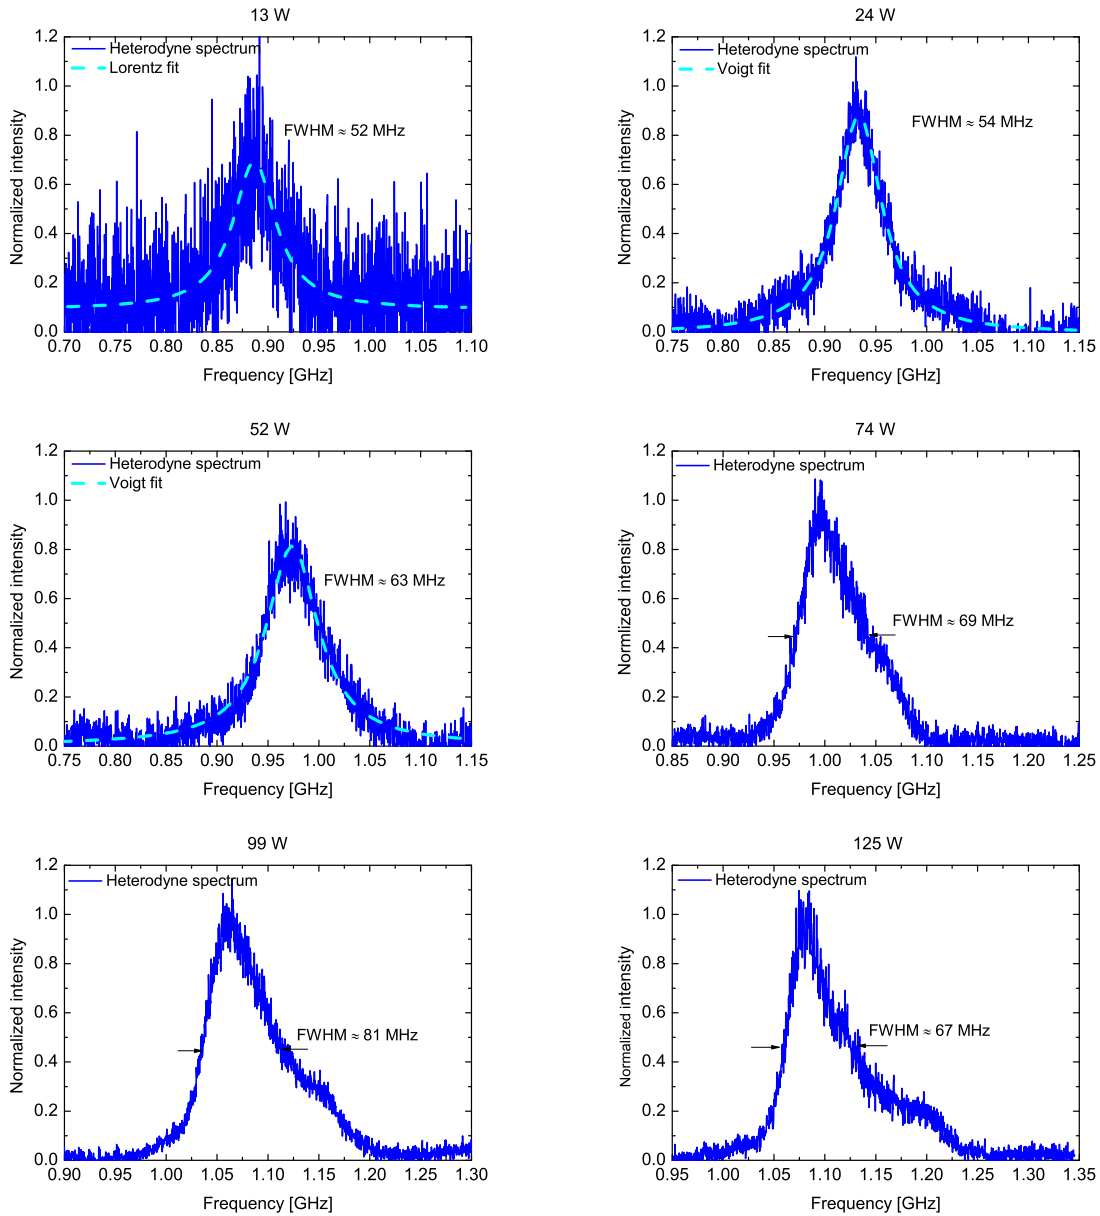 13 W
1.2
1.0
0.8
0.6
0.4
0.2
0.0
Normalized intensity
Heterodyne spectrum
Lorentz fit
FWHM ≈ 52 MHz
0.70 0.75 0.80 0.85 0.90 0.95 1.00 1.05 1.10
Frequency [GHz]
24 W
1.2
1.0
0.8
0.6
0.4
0.2
0.0
Normalized intensity
Heterodyne spectrum
Voigt fit
FWHM ≈ 54 MHz
0.75 0.80 0.85 0.90 0.95 1.00 1.05 1.10 1.15
Frequency [GHz]
52 W
1.2
1.0
0.8
0.6
0.4
0.2
0.0
Normalized intensity
Heterodyne spectrum
Voigt fit
FWHM ≈ 63 MHz
0.75 0.80 0.85 0.90 0.95 1.00 1.05 1.10 1.15
Frequency [GHz]
74 W
1.2
1.0
0.8
0.6
0.4
0.2
0.0
Normlized intensity
Heterodyne spectrum
FWHM ≈ 69 MHz
0.85 0.90 0.95 1.00 1.05 1.10 1.15 1.20 1.25
Frequency [GHz]
99 W
1.2
1.0
0.8
0.6
0.4
0.2
0.0
Normalized intensity
Heterodyne spectrum
FWHM ≈ 81 MHz
0.90 0.95 1.00 1.05 1.10 1.15 1.20 1.25 1.30
Frequency [GHz]
125 W
1.2
1.0
0.8
0.6
0.4
0.2
0.0
Normalized intensity
Heterodyne spectrum
FWHM ≈ 67 MHz
0.95 1.00 1.05 1.10 1.15 1.20 1.25 1.30 1.35
Frequency [GHz]